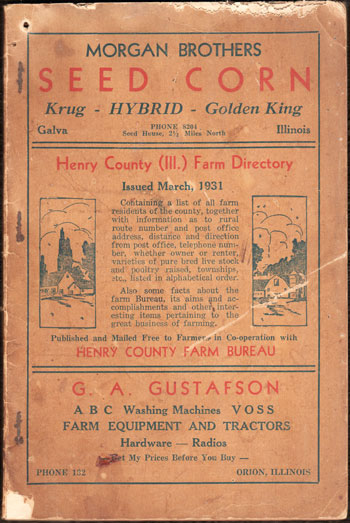 MORGAN BROTHERS
SEED CORN
Krug - HYBRID - Golden King
Galva
PHONE 8204
Seed House, 2½ Miles North
Illinois
Henry County (Ill.) Farm Directory
Issued March, 1931
Containing a list of all farm
residents of the county, together
with information as to rural
route number and post office
address, distance and direction
from post office, telephone num-
ber, whether owner or renter,
varieties of pure bred live stock
and poultry raised, townships,
etc., listed in alphabetical order.
Also some facts about the
farm Bureau, its aims and ac-
complishments and other inter-
esting items pertaining to the
great business of farming.
Published and Mailed Free to Farmers in Co-operation with
HENRY COUNTY FARM BUREAU
G. A. GUSTAFSON
A B C Washing Machines VOSS
FARM EQUIPMENT AND TRACTORS
Hardware — Radios
— Get My Prices Before You Buy —
PHONE 182
ORION, ILLINOIS